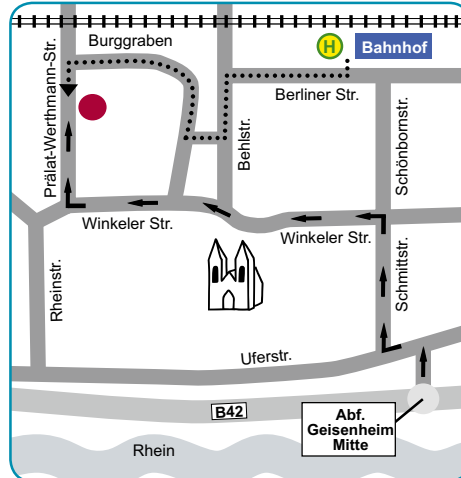 Burggraben
H
Bahnhof
Prälat-Werthmann-Str.
Berliner Str.
Behlstr.
Schönbornstr.
Winkeler Str.
Winkeler Str.
Rheinstr.
Schmittstr.
Uferstr.
B42
Abf.
Geisenheim
Mitte
Rhein